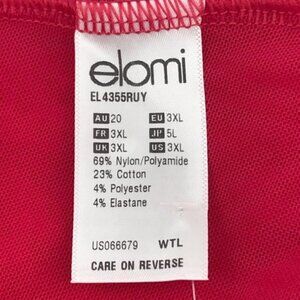 elomi
EL4355RUY
AU 20 EU 3XL
FR 3XL JP 5L
UK 3XL US 3XL
69% Nylon/Polyamide
23% Cotton
4% Polyester
4% Elastane
US066679 WTL
CARE ON REVERSE